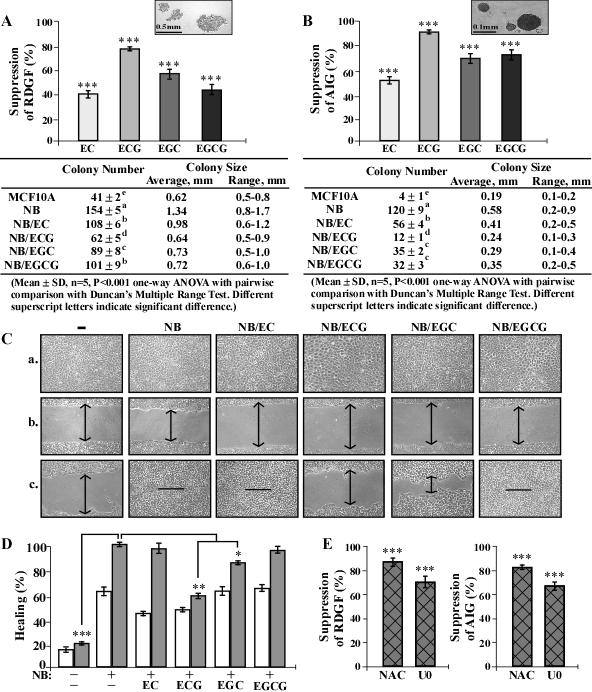 A
Suppression
of RDGF (%)
100
80
60
40
20
0
***
***
***
***
0.5mm
EC ECG EGC EGCG
Colony Number Colony Size
Average, mm Range, mm
MCF10A 41 ± 2 e 0.62 0.5-0.8
NB 154 ± 5 a 1.34 0.8-1.7
NB/EC 108 ± 6 b 0.98 0.6-1.2
NB/ECG 62 ± 5 d 0.64 0.5-0.9
NB/EGC 89 ± 8 c 0.73 0.5-1.0
NB/EGCG 101 ± 9 b 0.72 0.6-1.0
(Mean ± SD, n=5, P<0.001 one-way ANOVA with pairwise
comparison with Duncan's Multiple Range Test. Different
superscript letters indicate significant difference.)
B
Suppression
of AIG (%)
100
80
60
40
20
0
***
***
***
***
0.1mm
EC ECG EGC EGCG
Colony Number Colony Size
Average, mm Range, mm
MCF10A 4 ± 1 e 0.19 0.1-0.2
NB 120 ± 9 a 0.58 0.2-0.9
NB/EC 56 ± 4 b 0.41 0.2-0.5
NB/ECG 12 ± 1 d 0.24 0.1-0.3
NB/EGC 35 ± 2 c 0.29 0.1-0.4
NB/EGCG 32 ± 3 c 0.35 0.2-0.5
(Mean ± SD, n=5, P<0.001 one-way ANOVA with pairwise
comparison with Duncan's Multiple Range Test. Different
superscript letters indicate significant difference.)
C
– NB NB/EC NB/ECG NB/EGC NB/EGCG
a.
b.
c.
D
Healing (%)
100
80
60
40
20
0
***
**
*
NB: – + + + + +
– – EC ECG EGC EGCG
E
Suppression
of RDGF (%)
100
80
60
40
20
0
***
***
NAC U0
Suppression
of AIG (%)
100
80
60
40
20
0
***
***
NAC U0